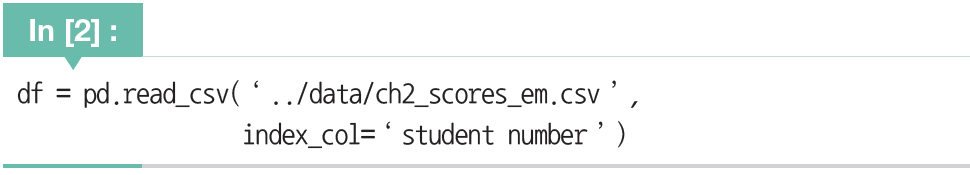 In [2] :
df = pd.read_csv( ‘ ../data/ch2_scores_em.csv ’ ,
index_col= ‘ student number ’ )